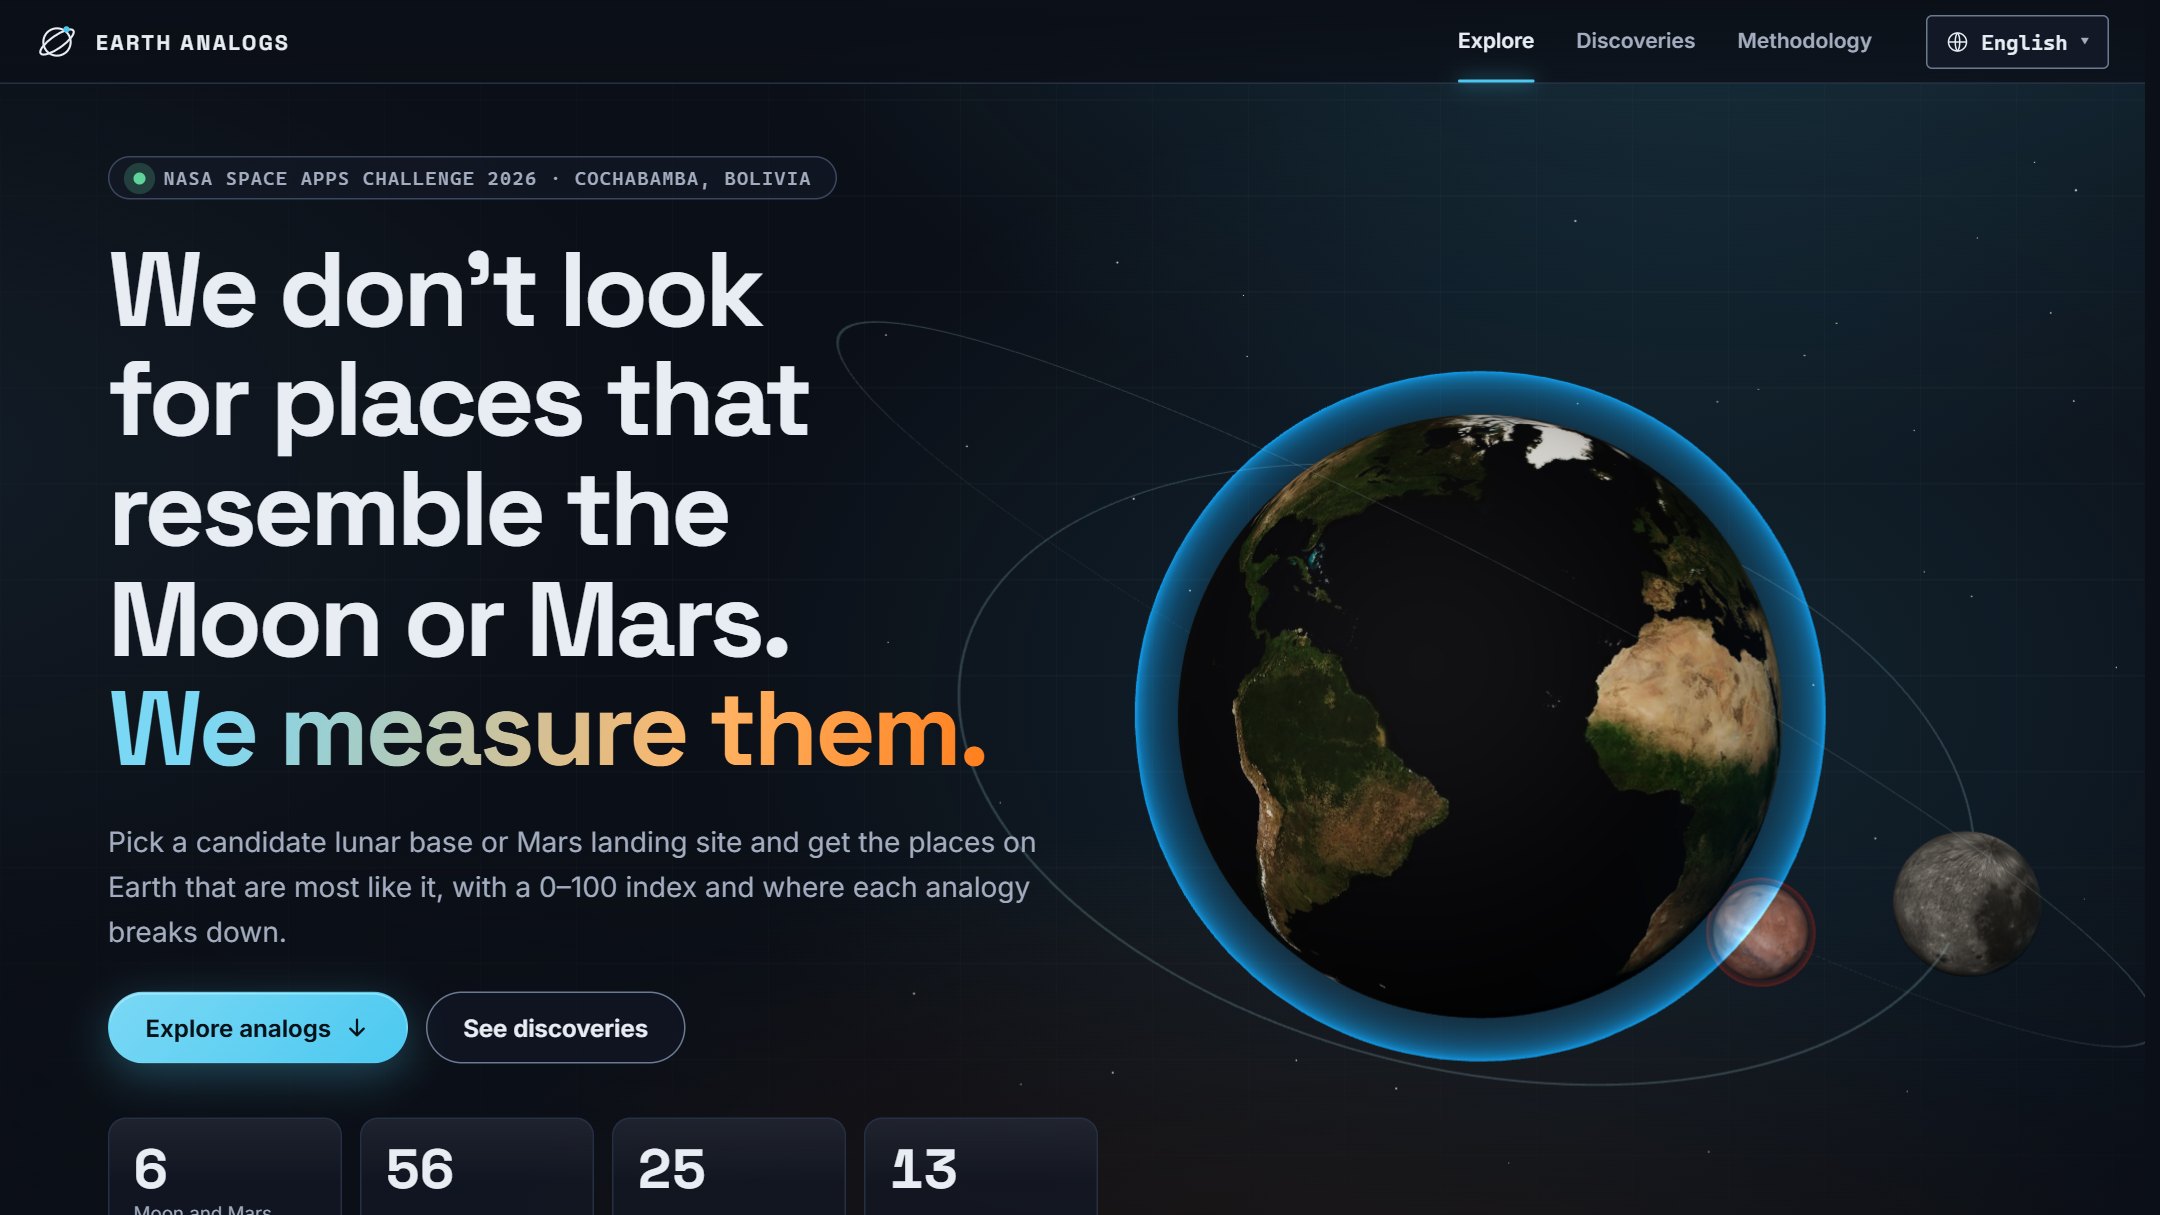 EARTH ANALOGS
Explore
Discoveries
Methodology
English
NASA SPACE APPS CHALLENGE 2026 · COCHABAMBA, BOLIVIA
We don’t look
for places that
resemble the
Moon or Mars.
We measure them.
Pick a candidate lunar base or Mars landing site and get the places on
Earth that are most like it, with a 0–100 index and where each analogy
breaks down.
Explore analogs ↓
See discoveries
6
56
25
13
Moon and Mars